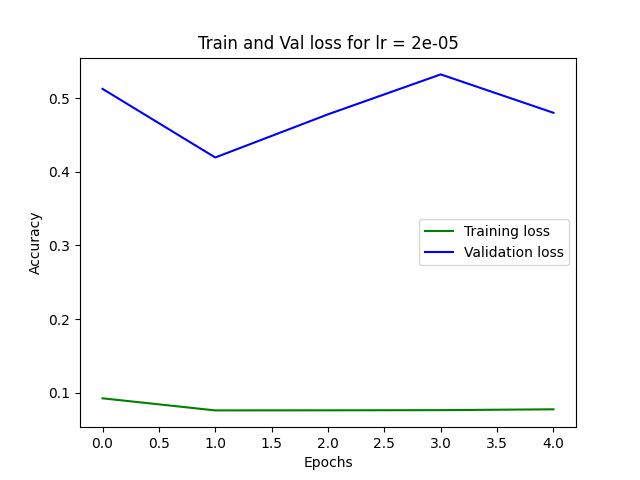 Train and Val loss for lr = 2e-05
Accuracy
0.5
0.4
0.3
0.2
0.1
Training loss
Validation loss
0.0 0.5 1.0 1.5 2.0 2.5 3.0 3.5 4.0
Epochs